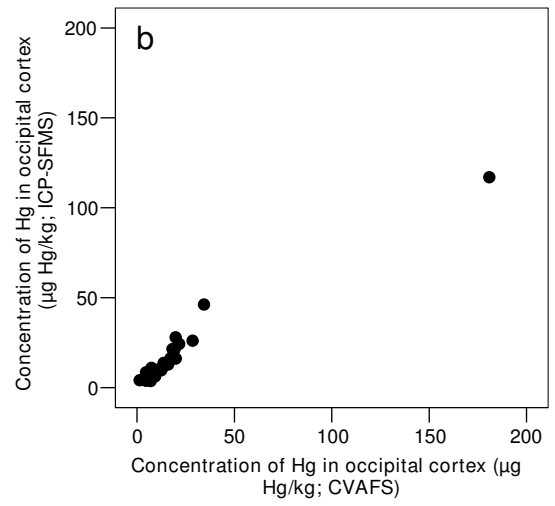 b
200
150
100
50
0
Concentration of Hg in occipital cortex
(µg Hg/kg; ICP-SFMS)
0 50 100 150 200
Concentration of Hg in occipital cortex (µg
Hg/kg; CVAFS)